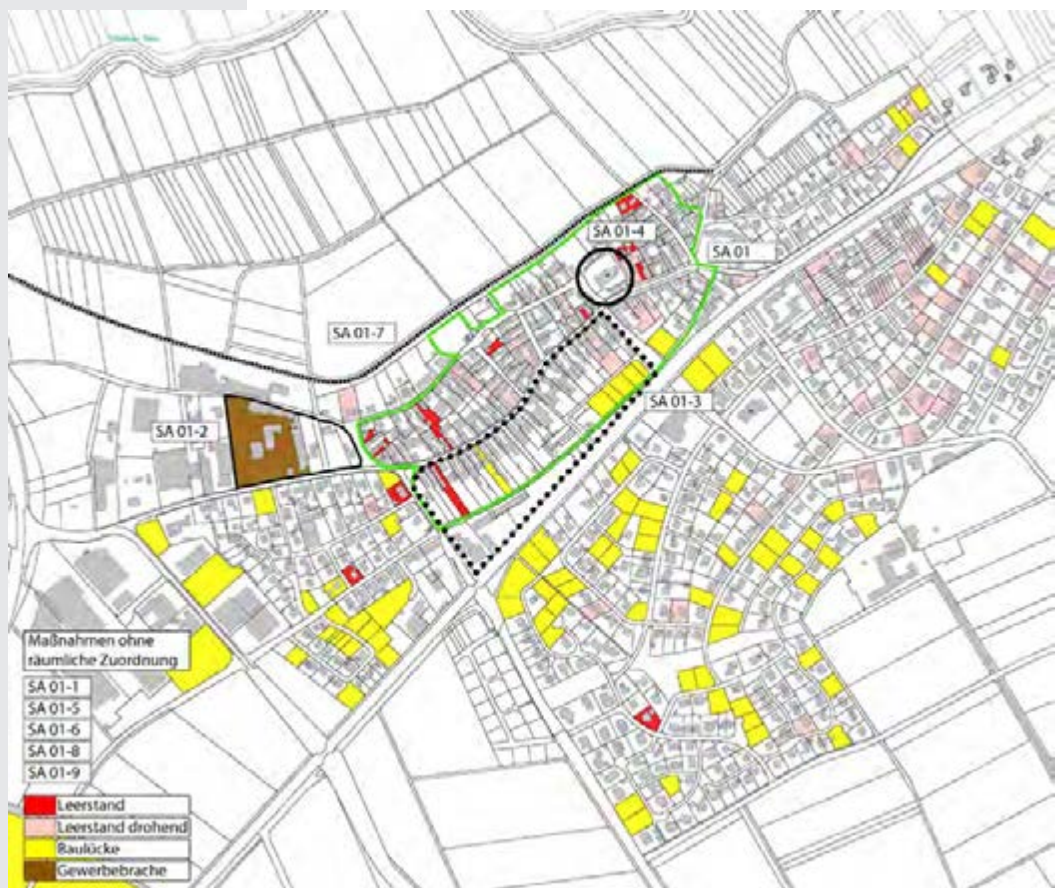 SA 01-4
SA 01
SA 01-7
SA 01-3
SA 01-2
Maßnahmen ohne
räumliche Zuordnung
SA 01-1
SA 01-5
SA 01-6
SA 01-8
SA 01-9
Leerstand
Leerstand drohend
Baulücke
Gewerbebrache